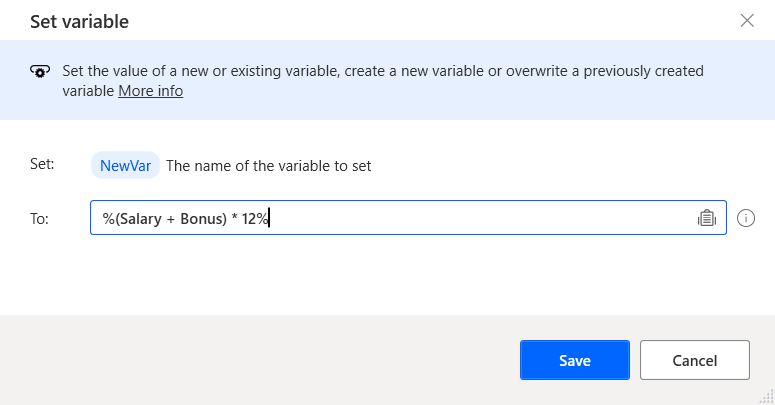 Set variable
Set the value of a new or existing variable, create a new variable or overwrite a previously created
variable More info
Set: NewVar The name of the variable to set
To: %(Salary + Bonus) * 12%
Save Cancel